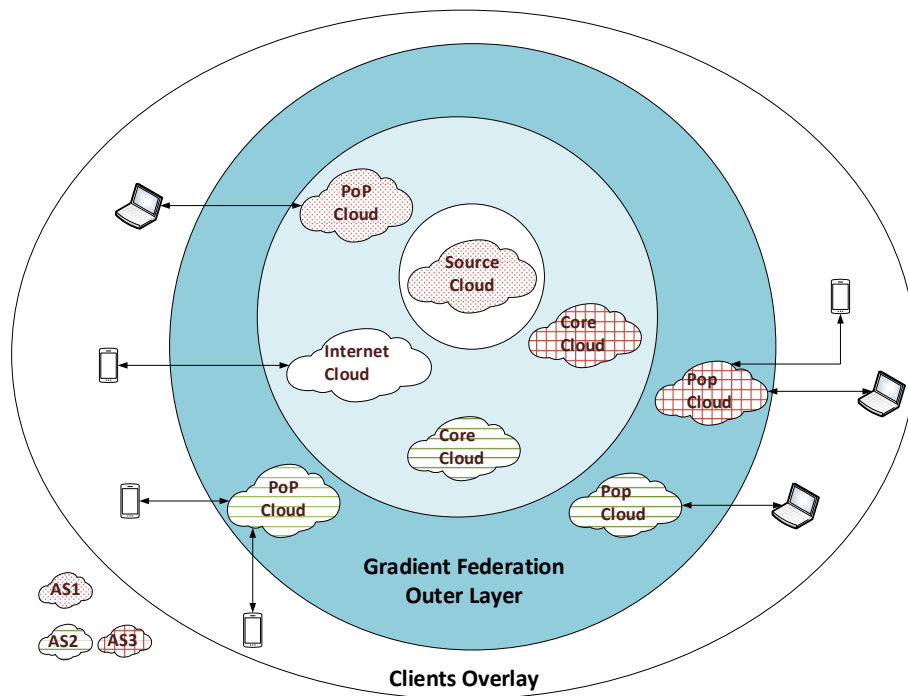 PoP
Cloud
Source
Cloud
Core
Cloud
Internet
Cloud
Pop
Cloud
Core
Cloud
PoP
Cloud
Pop
Cloud
Gradient Federation
Outer Layer
AS1
AS2
AS3
Clients Overlay